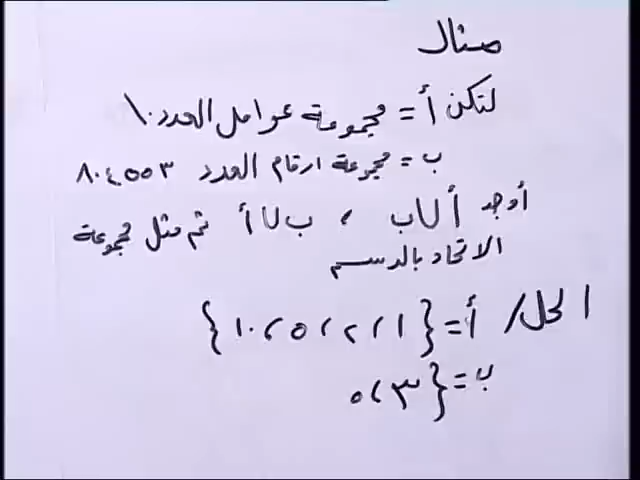 مثال
لتكن أ = مجموعة عوامل العدد ١٠
ب = مجموعة ارقام العدد ٨٠٤٥٥٣
أوجد أ ∪ ب ، ب ∪ أ ثم مثل مجموعة
الاتحاد بالرسم
الحل/ أ = {١، ٢، ٥، ١٠}
ب = {٣، ٥